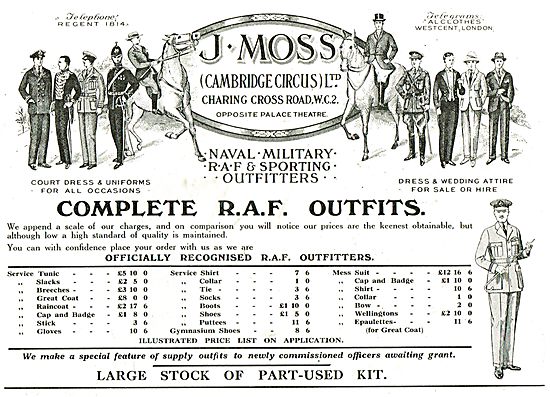 Telephone:
REGENT 1814.
Telegrams.
"ALCLOTHES"
WESTCENT, LONDON.
J. MOSS
(CAMBRIDGE CIRCUS) LTD
CHARING CROSS ROAD, W.C.2.
OPPOSITE PALACE THEATRE.
NAVAL · MILITARY ·
R·A·F & SPORTING ·
OUTFITTERS ·
COURT DRESS & UNIFORMS
FOR ALL OCCASIONS
DRESS & WEDDING ATTIRE
FOR SALE OR HIRE
COMPLETE R.A.F. OUTFITS.
We append a scale of our charges, and on comparison you will notice our prices are the keenest obtainable, but
although low a high standard of quality is maintained.
You can with confidence place your order with us as we are
OFFICIALLY RECOGNISED R.A.F. OUTFITTERS.
Service Tunic - - - £5 10 0
,, Slacks - - - £2 5 0
,, Breeches - - - £3 10 0
,, Great Coat - - £8 0 0
,, Raincoat - - - £2 17 6
,, Cap and Badge - £1 8 0
,, Stick - - - 3 6
,, Gloves - - - 10 6
Service Shirt - - - 7 6
,, Collar - - - 1 0
,, Tie - - - 3 6
,, Socks - - - 3 6
,, Boots - - - £1 10 0
,, Shoes - - - £1 5 0
,, Puttees - - - 11 6
Gymnasium Shoes - - 8 6
Mess Suit - - - £12 16 6
,, Cap and Badge - £1 10 0
,, Shirt - - - 10 6
,, Collar - - - 1 0
,, Bow - - - 2 0
,, Wellingtons - - £2 10 0
,, Epaulettes- - - 11 6
(for Great Coat)
ILLUSTRATED PRICE LIST ON APPLICATION.
We make a special feature of supply outfits to newly commissioned officers awaiting grant.
LARGE STOCK OF PART-USED KIT.